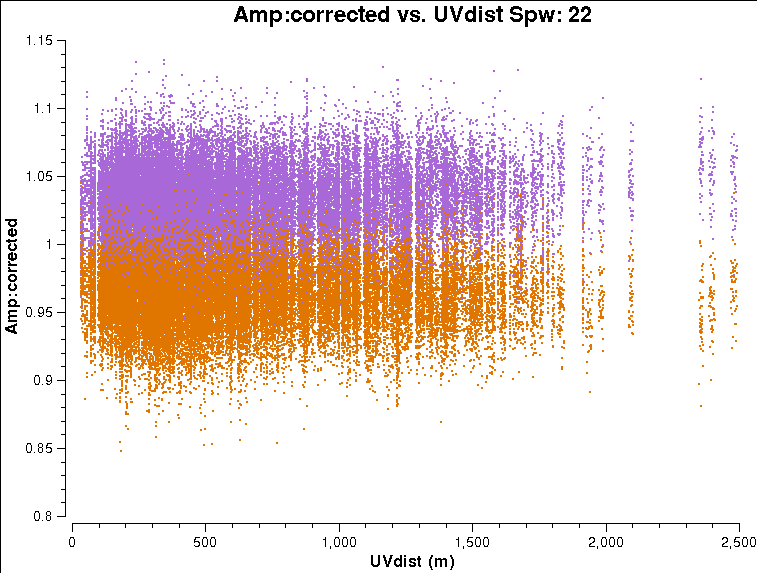 Amp:corrected vs. UVdist Spw: 22
1.15
1.1
1.05
1
0.95
0.9
0.85
0.8
Amp:corrected
0 500 1,000 1,500 2,000 2,500
UVdist (m)